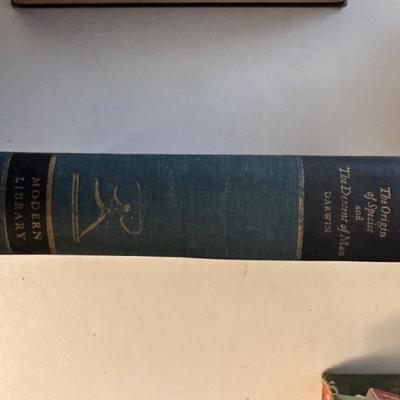 The Origin
of Species
and
The Descent of Man
DARWIN
MODERN
LIBRARY